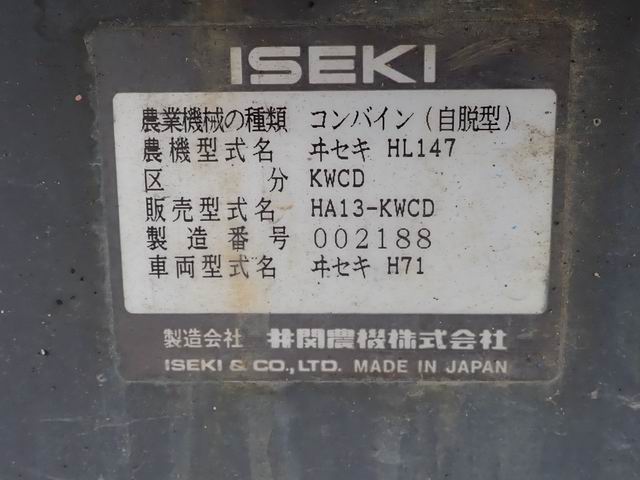 ISEKI
農業機械の種類 コンバイン(自脱型)
農機型式名 ヰセキ HL147
区分 KWCD
販売型式名 HA13-KWCD
製造番号 002188
車両型式名 ヰセキ H71
製造会社 井関農機株式会社
ISEKI & CO.,LTD. MADE IN JAPAN